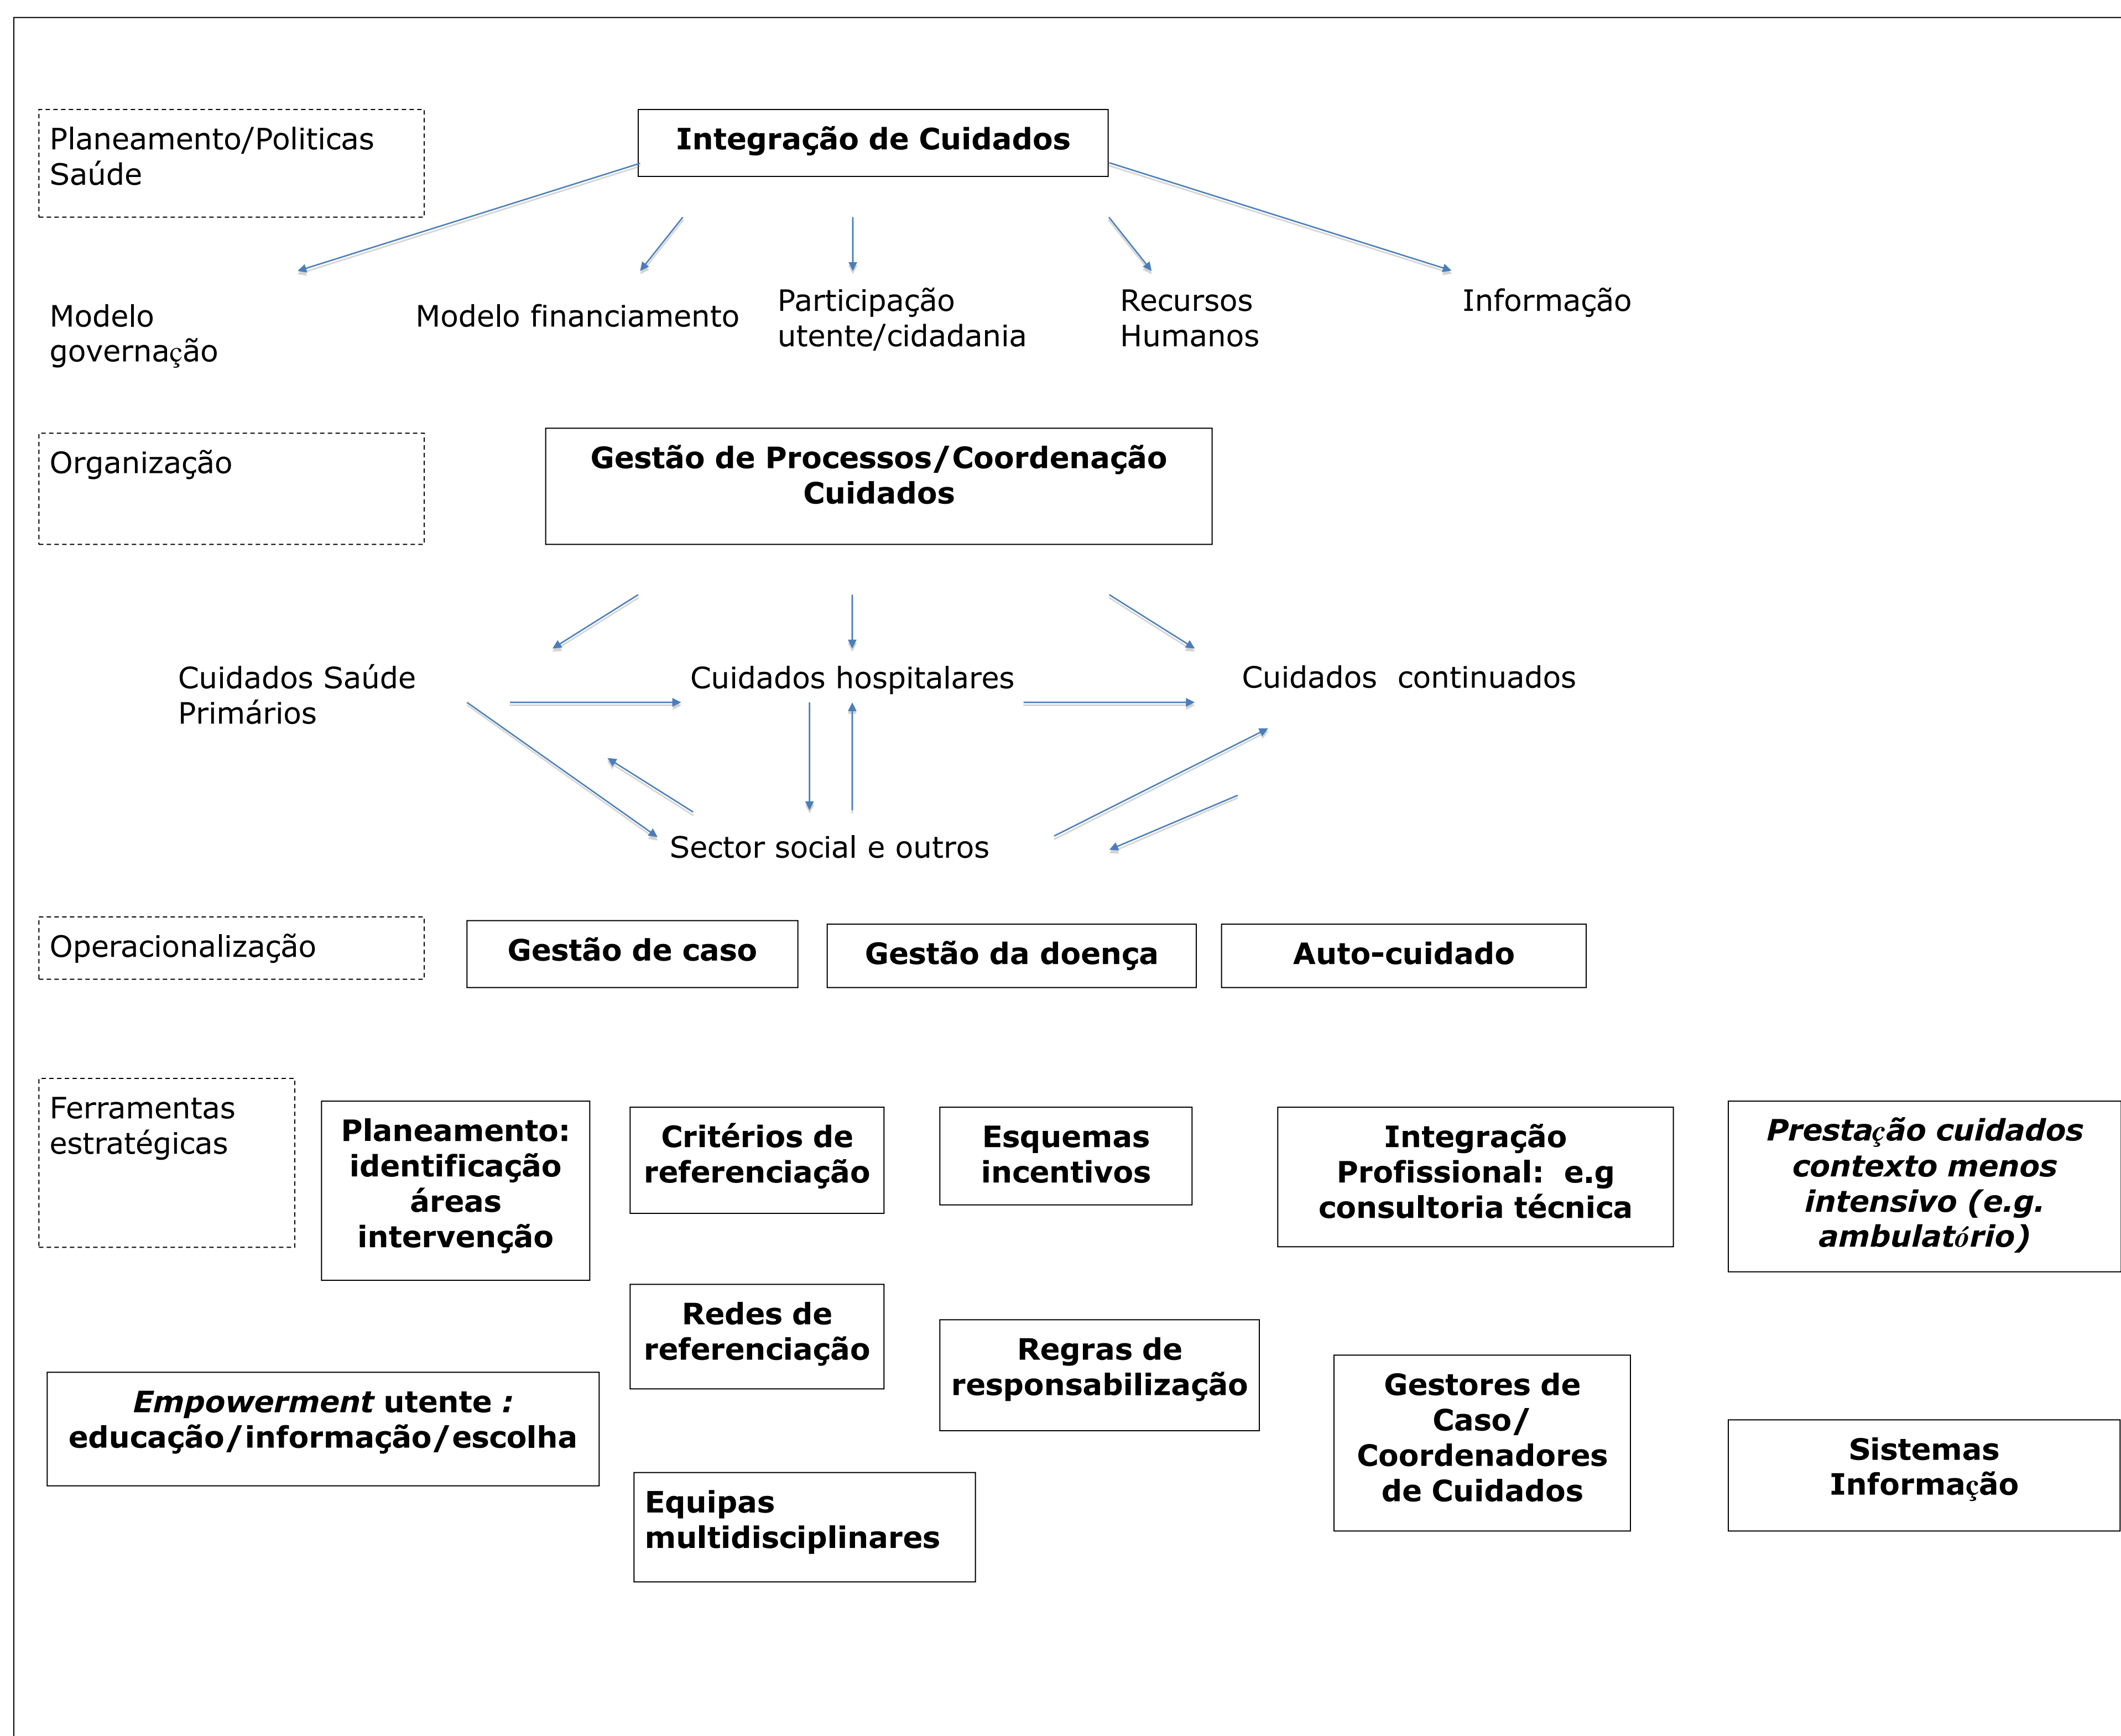 Planeamento/Politicas
Saúde
Integração de Cuidados
Modelo
governação
Modelo financiamento
Participação
utente/cidadania
Recursos
Humanos
Informação
Organização
Gestão de Processos/Coordenação
Cuidados
Cuidados Saúde
Primários
Cuidados hospitalares
Cuidados  continuados
Sector social e outros
Operacionalização
Gestão de caso
Gestão da doença
Auto-cuidado
Ferramentas
estratégicas
Planeamento:
identificação
áreas
intervenção
Critérios de
referenciação
Esquemas
incentivos
Integração
Profissional:  e.g
consultoria técnica
Prestação cuidados
contexto menos
intensivo (e.g.
ambulatório)
Redes de
referenciação
Regras de
responsabilização
Empowerment utente :
educação/informação/escolha
Gestores de
Caso/
Coordenadores
de Cuidados
Sistemas
Informação
Equipas
multidisciplinares